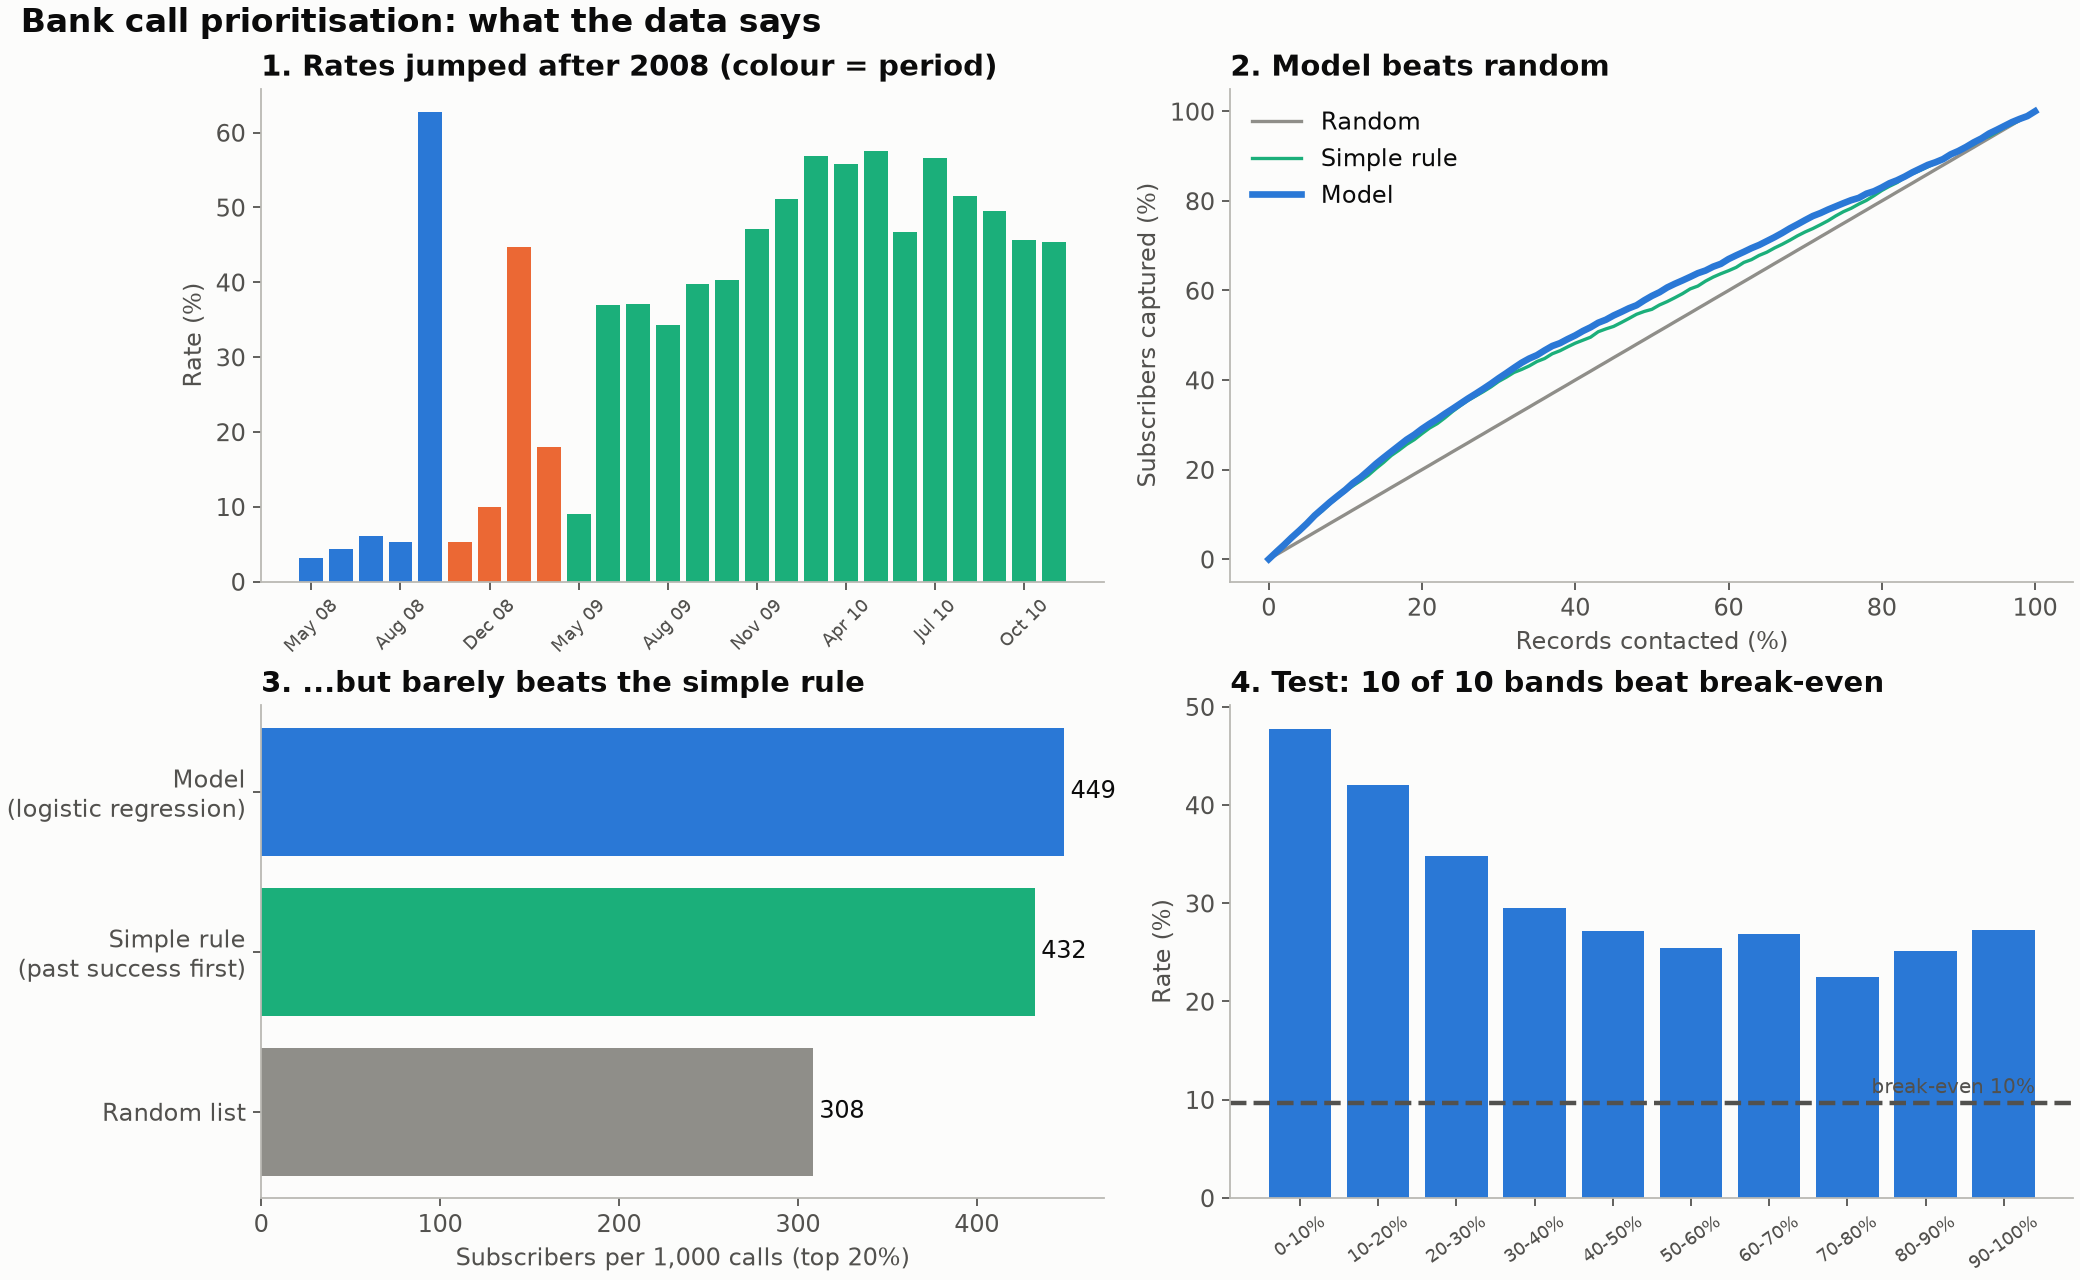 Bank call prioritisation: what the data says
1. Rates jumped after 2008 (colour = period)
Rate (%)
60
50
40
30
20
10
0
May 08
Aug 08
Dec 08
May 09
Aug 09
Nov 09
Apr 10
Jul 10
Oct 10
2. Model beats random
Random
Simple rule
Model
Subscribers captured (%)
100
80
60
40
20
0
0
20
40
60
80
100
Records contacted (%)
3. ...but barely beats the simple rule
Model
(logistic regression)
449
Simple rule
(past success first)
432
Random list
308
0
100
200
300
400
Subscribers per 1,000 calls (top 20%)
4. Test: 10 of 10 bands beat break-even
Rate (%)
50
40
30
20
10
0
break-even 10%
0-10%
10-20%
20-30%
30-40%
40-50%
50-60%
60-70%
70-80%
80-90%
90-100%